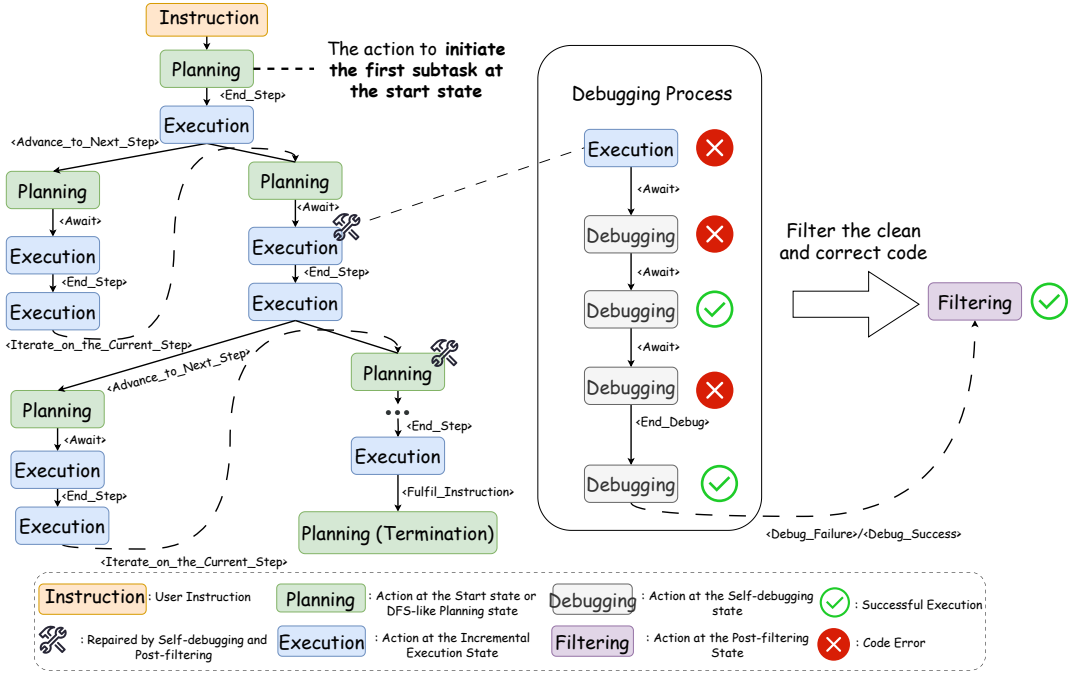 Instruction
Planning
The action to initiate
the first subtask at
the start state
<End_Step>
Execution
<Advance_to_Next_Step>
Planning
<Await>
Execution
<End_Step>
Execution
<Iterate_on_the_Current_Step>
Planning
<Await>
Execution
<End_Step>
Execution
<Advance_to_Next_Step>
Planning
<Await>
Execution
<End_Step>
Execution
<Iterate_on_the_Current_Step>
Planning
•••
<End_Step>
Execution
<Fulfil_Instruction>
Planning (Termination)
Debugging Process
Execution
<Await>
Debugging
<Await>
Debugging
<Await>
Debugging
<End_Debug>
Debugging
<Debug_Failure>/<Debug_Success>
Filter the clean
and correct code
Filtering
Instruction
: User Instruction
Planning
: Action at the Start state or
DFS-like Planning state
Debugging
: Action at the Self-debugging
state
: Successful Execution
: Repaired by Self-debugging and
Post-filtering
Execution
: Action at the Incremental
Execution State
Filtering
: Action at the Post-filtering
State
: Code Error